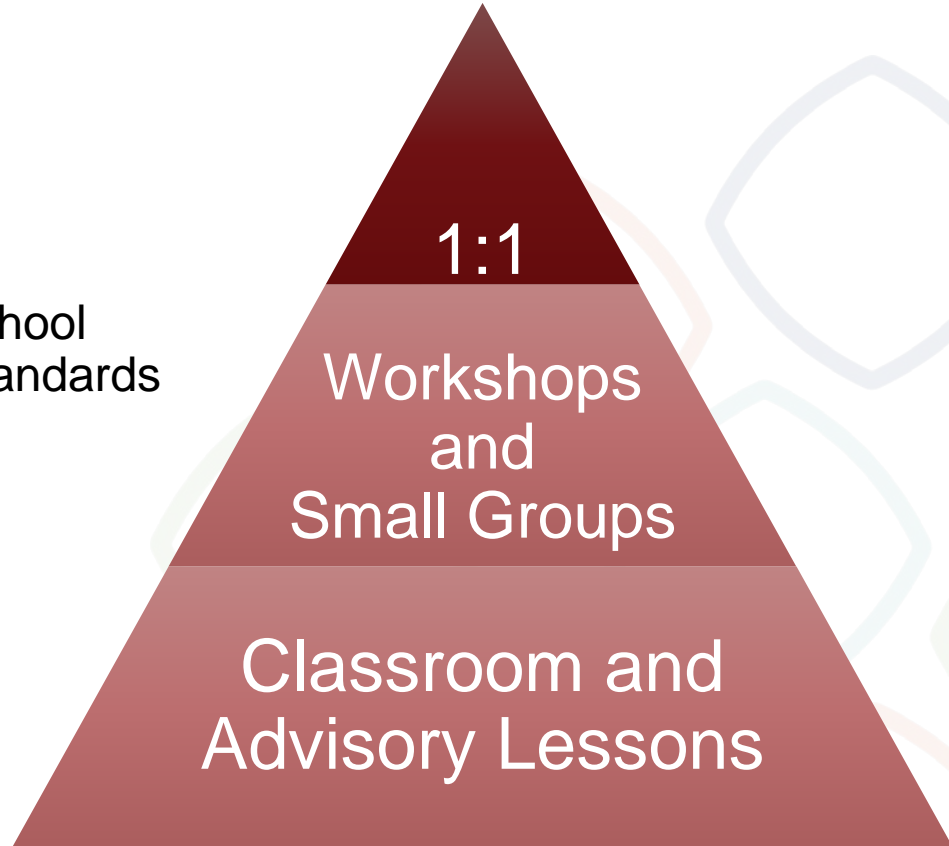 1:1
hool
andards
Workshops
and
Small Groups
Classroom and
Advisory Lessons